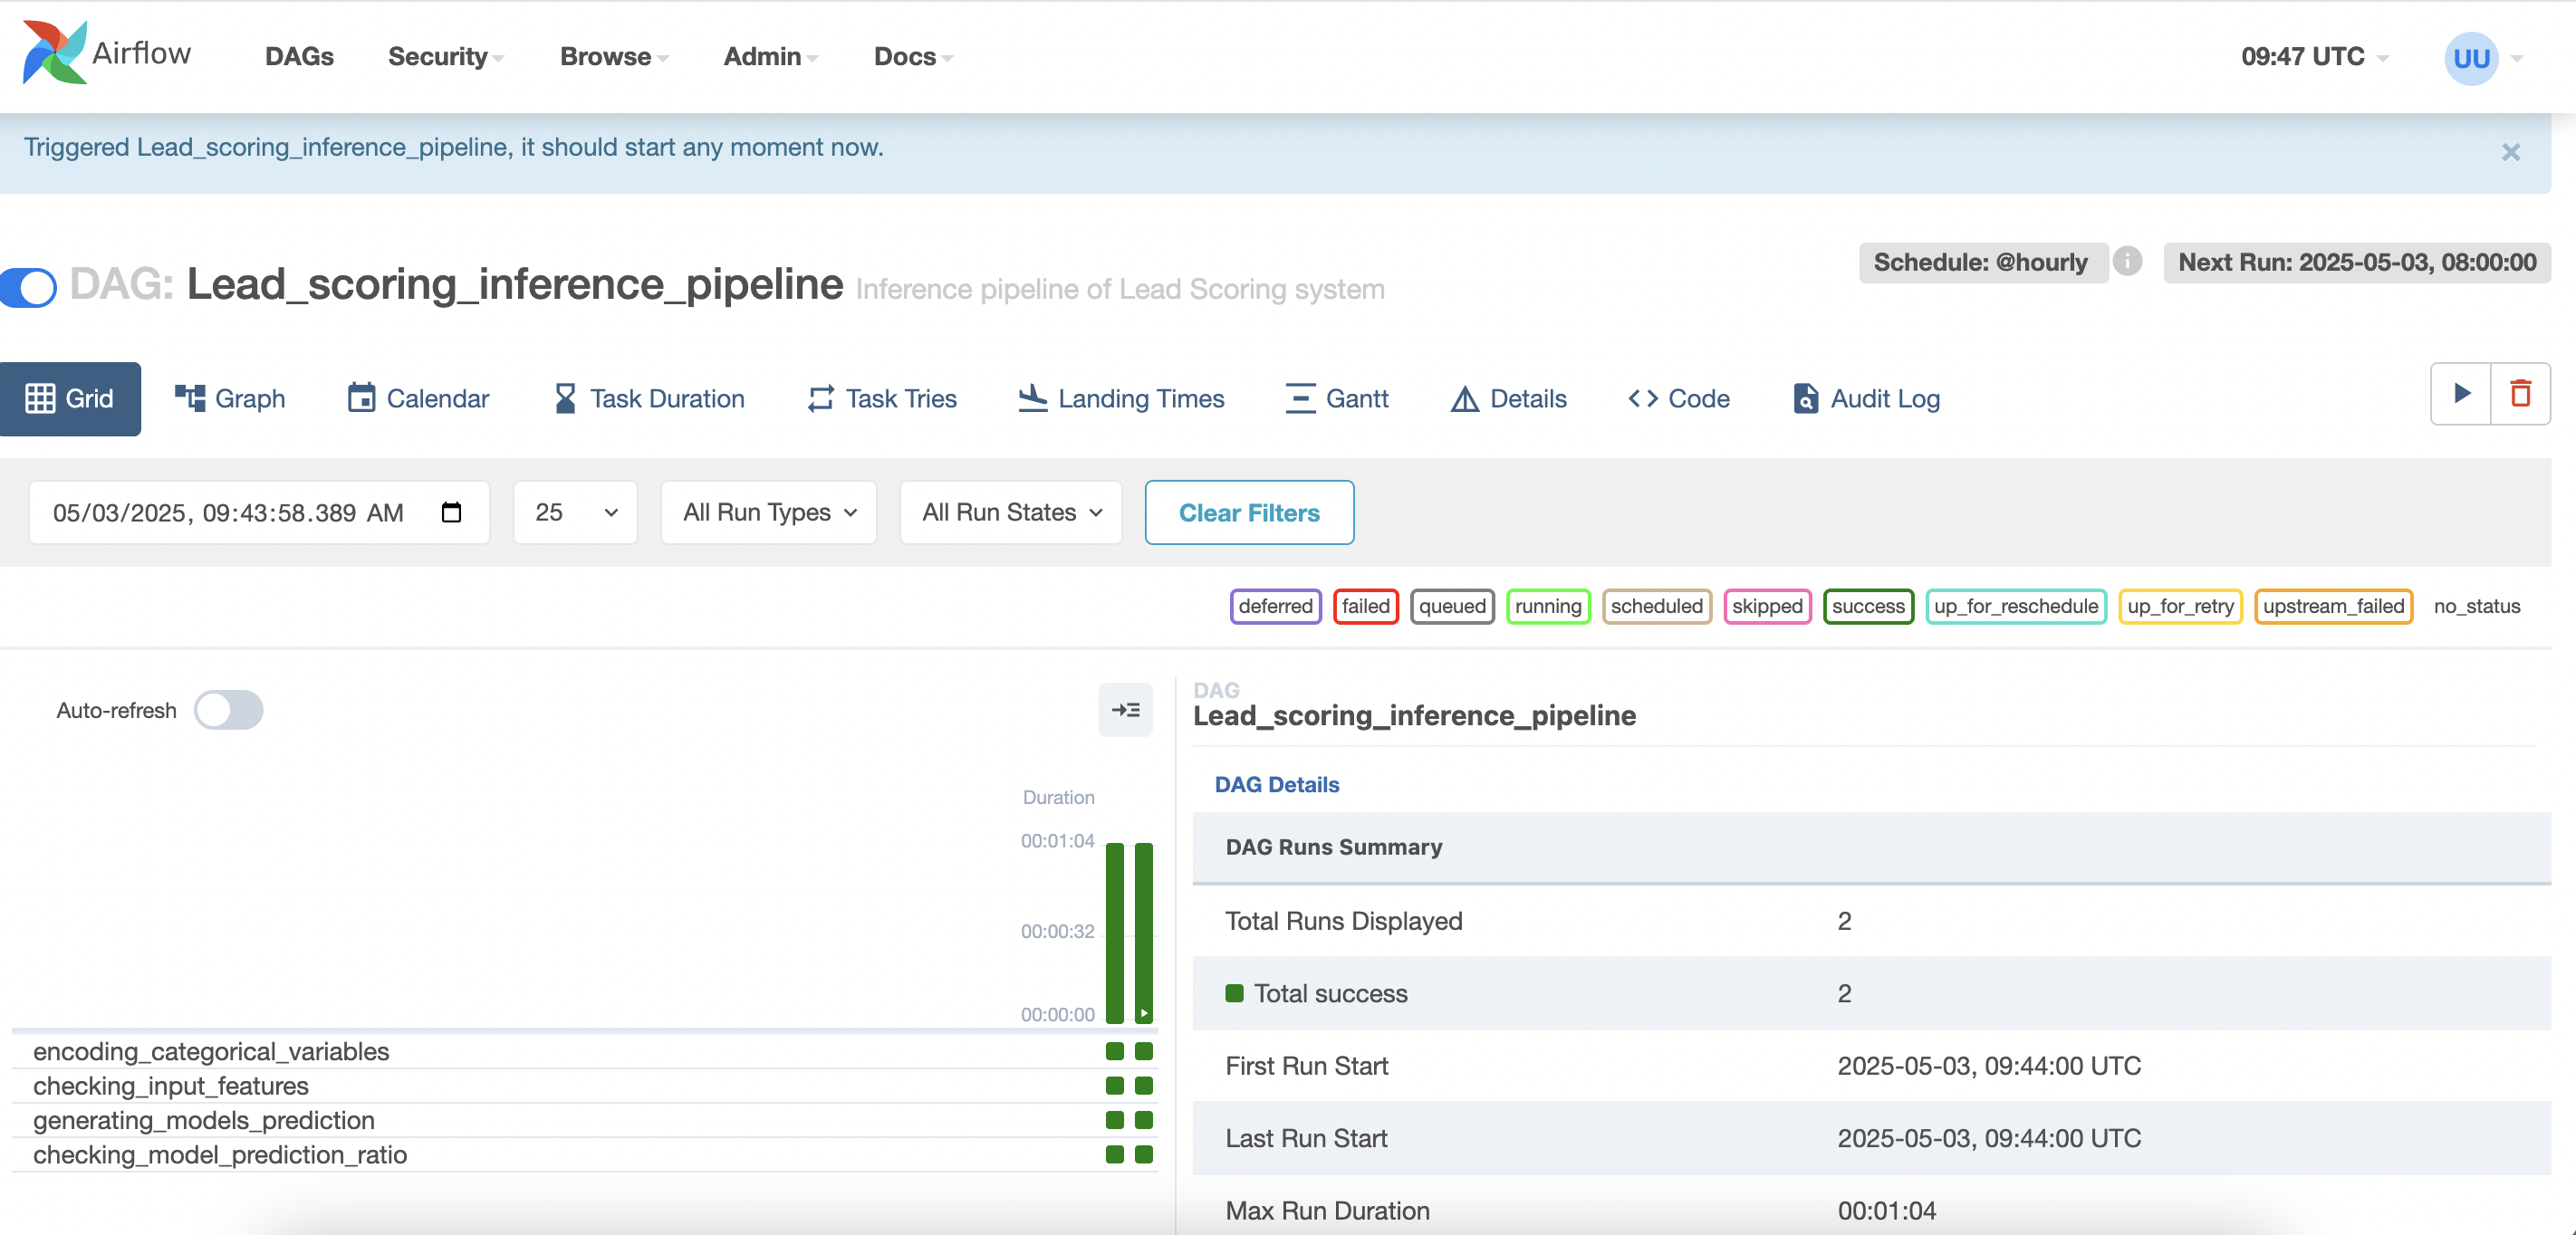 Airflow DAGs Security Browse Admin Docs 09:47 UTC UU
Triggered Lead_scoring_inference_pipeline, it should start any moment now. ×
DAG: Lead_scoring_inference_pipeline Inference pipeline of Lead Scoring system
Schedule: @hourly i Next Run: 2025-05-03, 08:00:00
Grid Graph Calendar Task Duration Task Tries Landing Times Gantt Details Code Audit Log
05/03/2025, 09:43:58.389 AM 25 All Run Types All Run States Clear Filters
deferred failed queued running scheduled skipped success up_for_reschedule up_for_retry upstream_failed no_status
Auto-refresh
Duration
00:01:04
00:00:32
00:00:00
encoding_categorical_variables
checking_input_features
generating_models_prediction
checking_model_prediction_ratio
DAG
Lead_scoring_inference_pipeline
DAG Details
DAG Runs Summary
Total Runs Displayed 2
Total success 2
First Run Start 2025-05-03, 09:44:00 UTC
Last Run Start 2025-05-03, 09:44:00 UTC
Max Run Duration 00:01:04